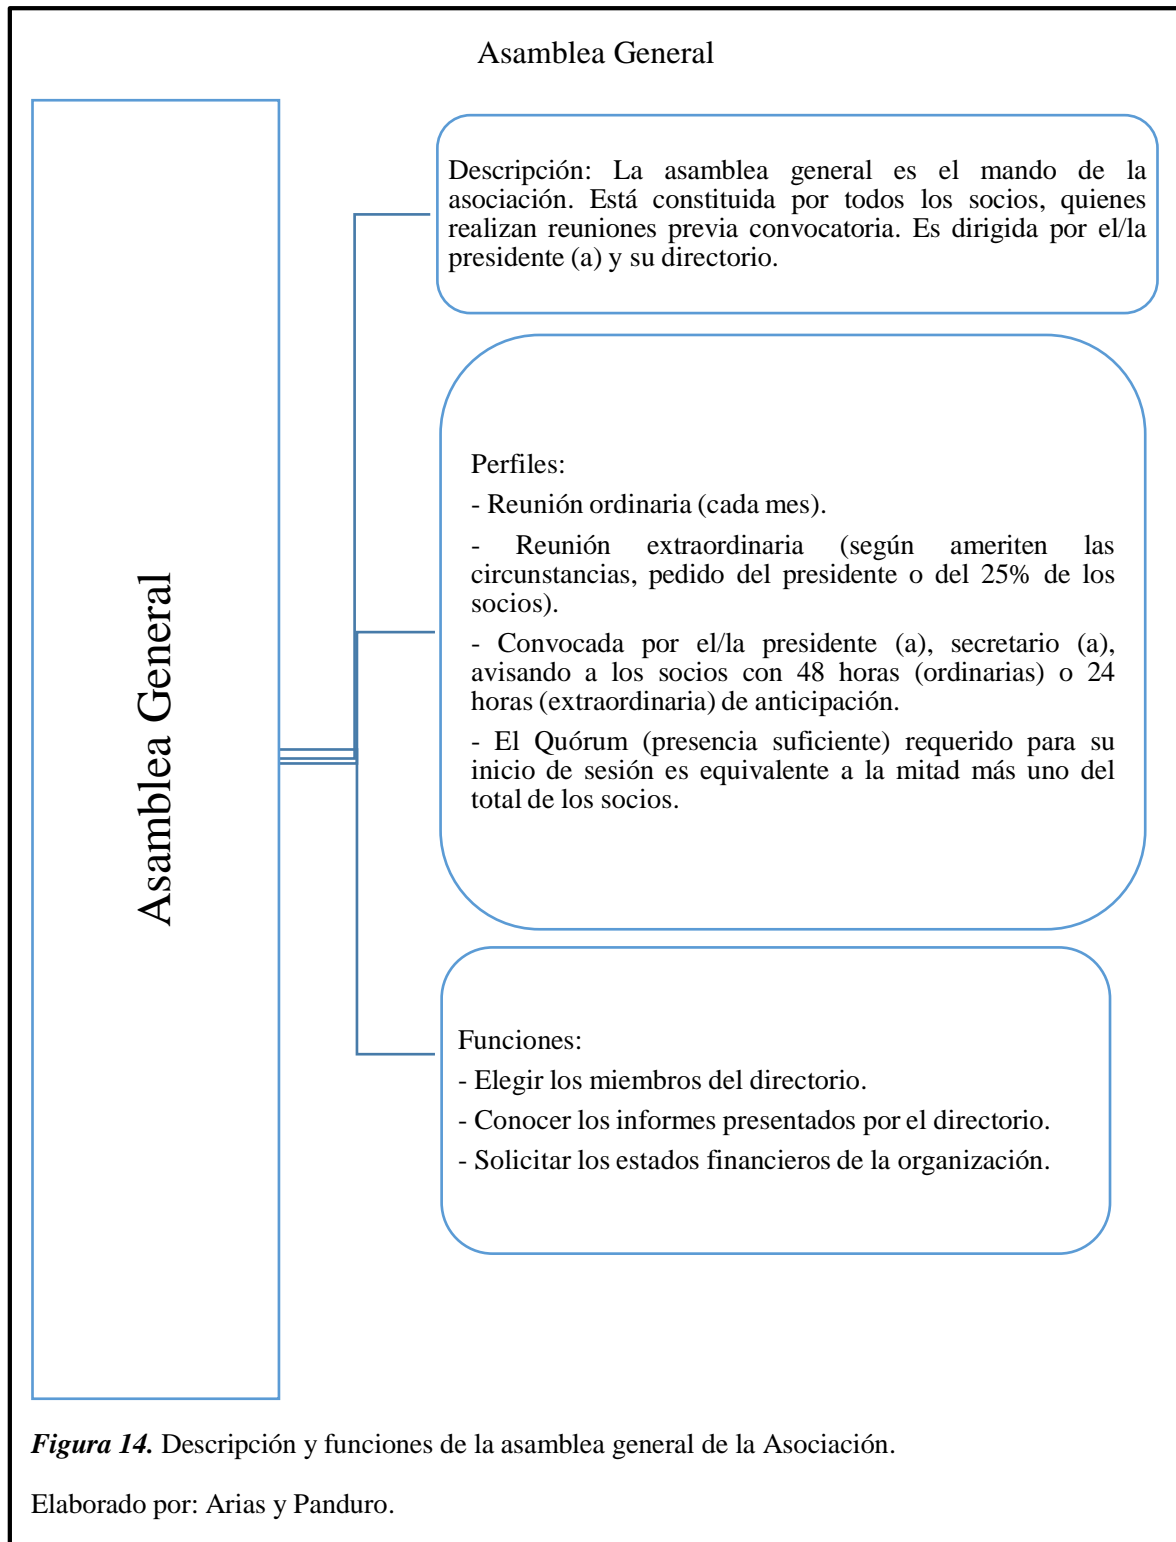 Asamblea General
Asamblea General
Descripción: La asamblea general es el mando de la
asociación. Está constituida por todos los socios, quienes
realizan reuniones previa convocatoria. Es dirigida por el/la
presidente (a) y su directorio.
Perfiles:
- Reunión ordinaria (cada mes).
- Reunión extraordinaria (según ameriten las
circunstancias, pedido del presidente o del 25% de los
socios).
- Convocada por el/la presidente (a), secretario (a),
avisando a los socios con 48 horas (ordinarias) o 24
horas (extraordinaria) de anticipación.
- El Quórum (presencia suficiente) requerido para su
inicio de sesión es equivalente a la mitad más uno del
total de los socios.
Funciones:
- Elegir los miembros del directorio.
- Conocer los informes presentados por el directorio.
- Solicitar los estados financieros de la organización.
Figura 14. Descripción y funciones de la asamblea general de la Asociación.
Elaborado por: Arias y Panduro.